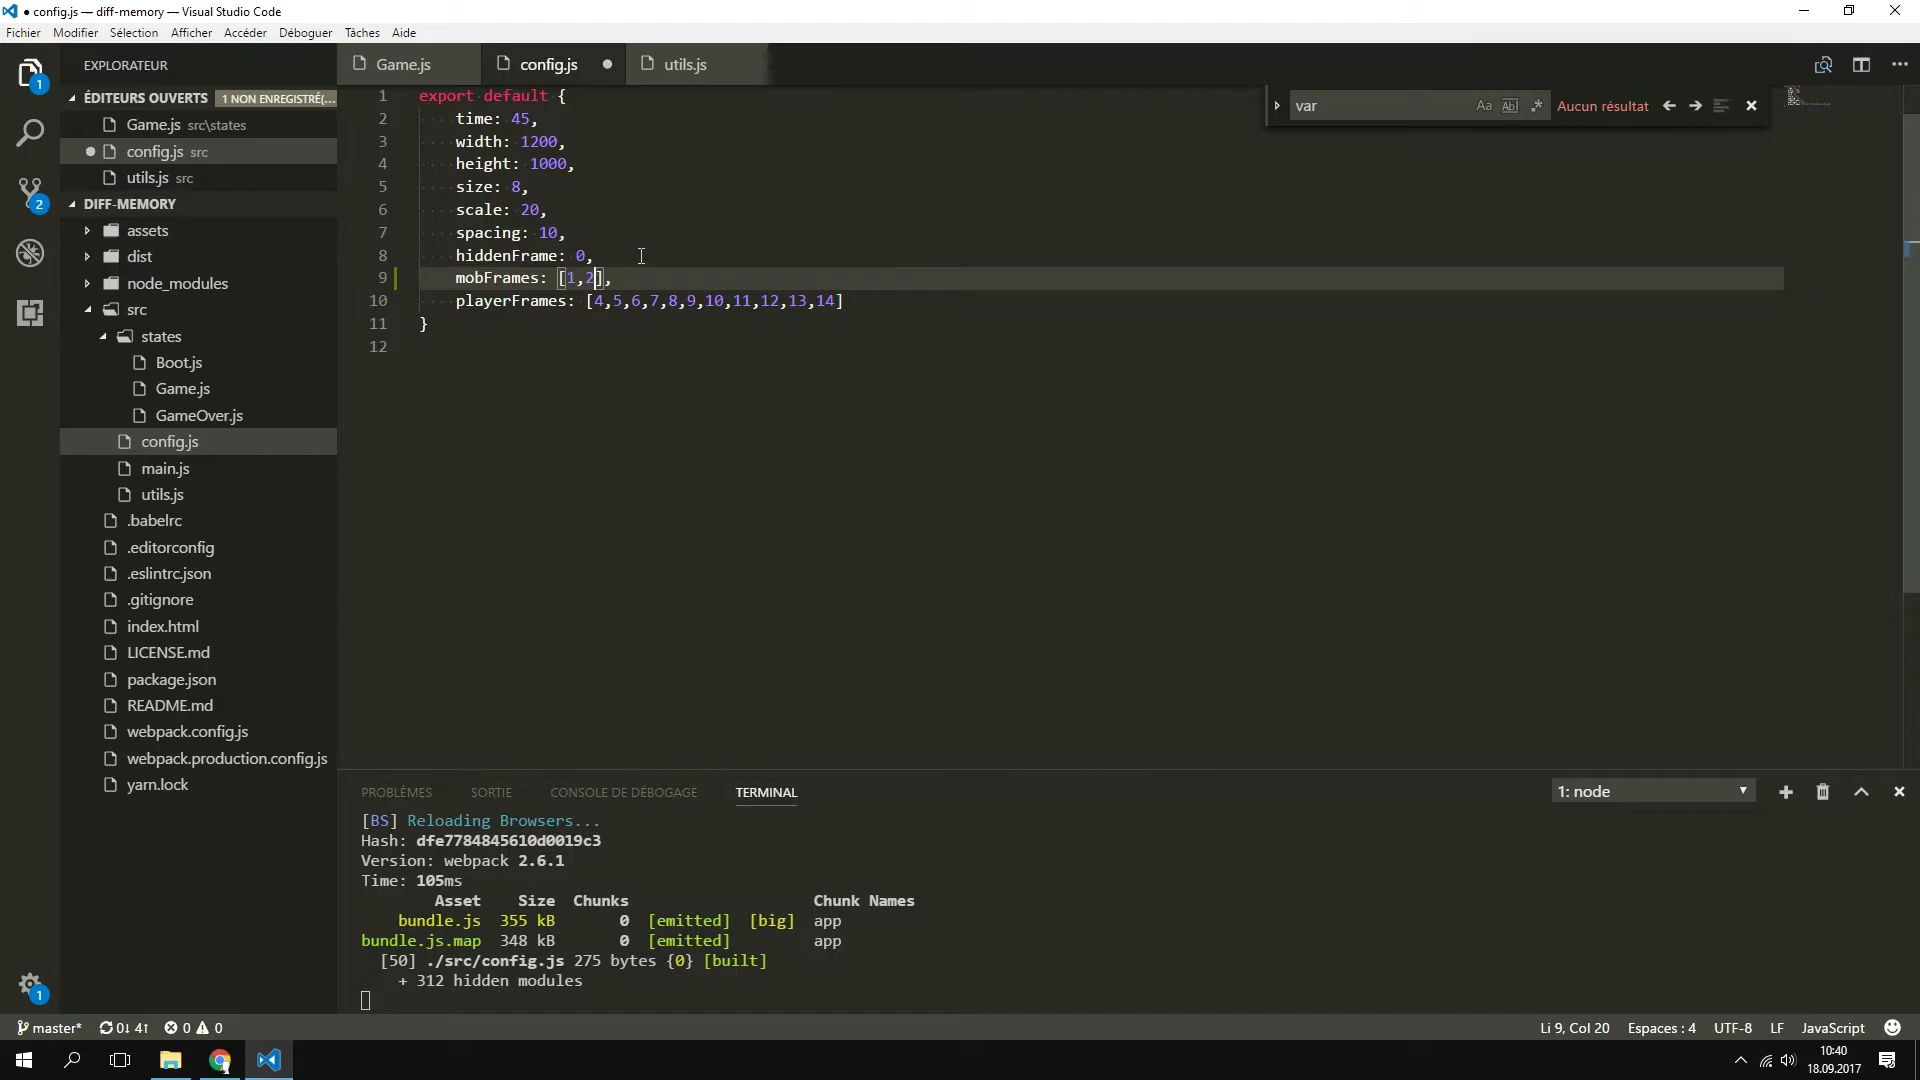 ● config.js — diff-memory — Visual Studio Code
Fichier Modifier Sélection Afficher Accéder Déboguer Tâches Aide
EXPLORATEUR
ÉDITEURS OUVERTS 1 NON ENREGISTRÉ(...
Game.js src\states
config.js src
utils.js src
DIFF-MEMORY
assets
dist
node_modules
src
states
Boot.js
Game.js
GameOver.js
config.js
main.js
utils.js
.babelrc
.editorconfig
.eslintrc.json
.gitignore
index.html
LICENSE.md
package.json
README.md
webpack.config.js
webpack.production.config.js
yarn.lock
1
2
1
Game.js config.js utils.js
var Aa Abl .* Aucun résultat
1 export default {
2 time: 45,
3 width: 1200,
4 height: 1000,
5 size: 8,
6 scale: 20,
7 spacing: 10,
8 hiddenFrame: 0,
9 mobFrames: [1,2],
10 playerFrames: [4,5,6,7,8,9,10,11,12,13,14]
11 }
12
PROBLÈMES SORTIE CONSOLE DE DÉBOGAGE TERMINAL 1: node
[BS] Reloading Browsers...
Hash: dfe7784845610d0019c3
Version: webpack 2.6.1
Time: 105ms
Asset Size Chunks Chunk Names
bundle.js 355 kB 0 [emitted] [big] app
bundle.js.map 348 kB 0 [emitted] app
[50] ./src/config.js 275 bytes {0} [built]
+ 312 hidden modules
master* 0↓ 4↑ 0 0 Li 9, Col 20 Espaces : 4 UTF-8 LF JavaScript
10:40
18.09.2017